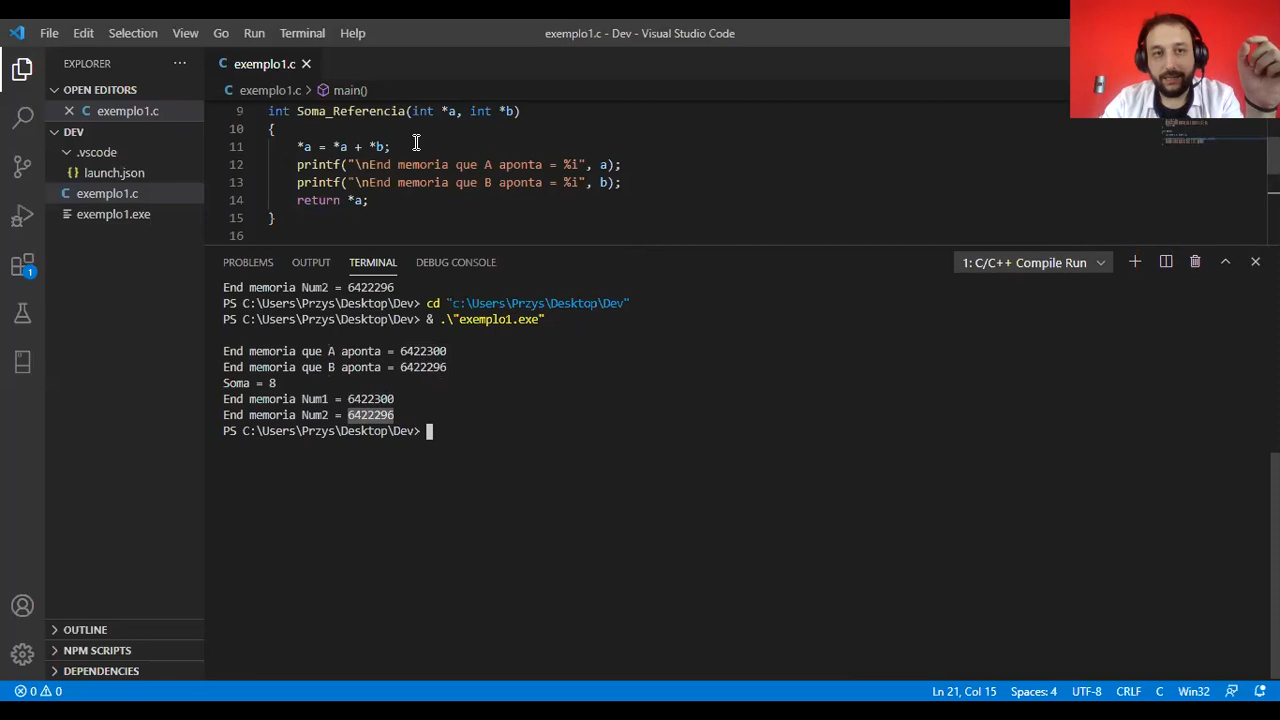 File Edit Selection View Go Run Terminal Help
exemplo1.c - Dev - Visual Studio Code
EXPLORER
OPEN EDITORS
exemplo1.c
DEV
.vscode
launch.json
exemplo1.c
exemplo1.exe
OUTLINE
NPM SCRIPTS
DEPENDENCIES
1
exemplo1.c
exemplo1.c > main()
9 int Soma_Referencia(int *a, int *b)
10 {
11 *a = *a + *b;
12 printf("\nEnd memoria que A aponta = %i", a);
13 printf("\nEnd memoria que B aponta = %i", b);
14 return *a;
15 }
16
PROBLEMS OUTPUT TERMINAL DEBUG CONSOLE
1: C/C++ Compile Run
End memoria Num2 = 6422296
PS C:\Users\Przys\Desktop\Dev> cd "c:\Users\Przys\Desktop\Dev"
PS C:\Users\Przys\Desktop\Dev> & .\"exemplo1.exe"
End memoria que A aponta = 6422300
End memoria que B aponta = 6422296
Soma = 8
End memoria Num1 = 6422300
End memoria Num2 = 6422296
PS C:\Users\Przys\Desktop\Dev>
0 0
Ln 21, Col 15 Spaces: 4 UTF-8 CRLF C Win32